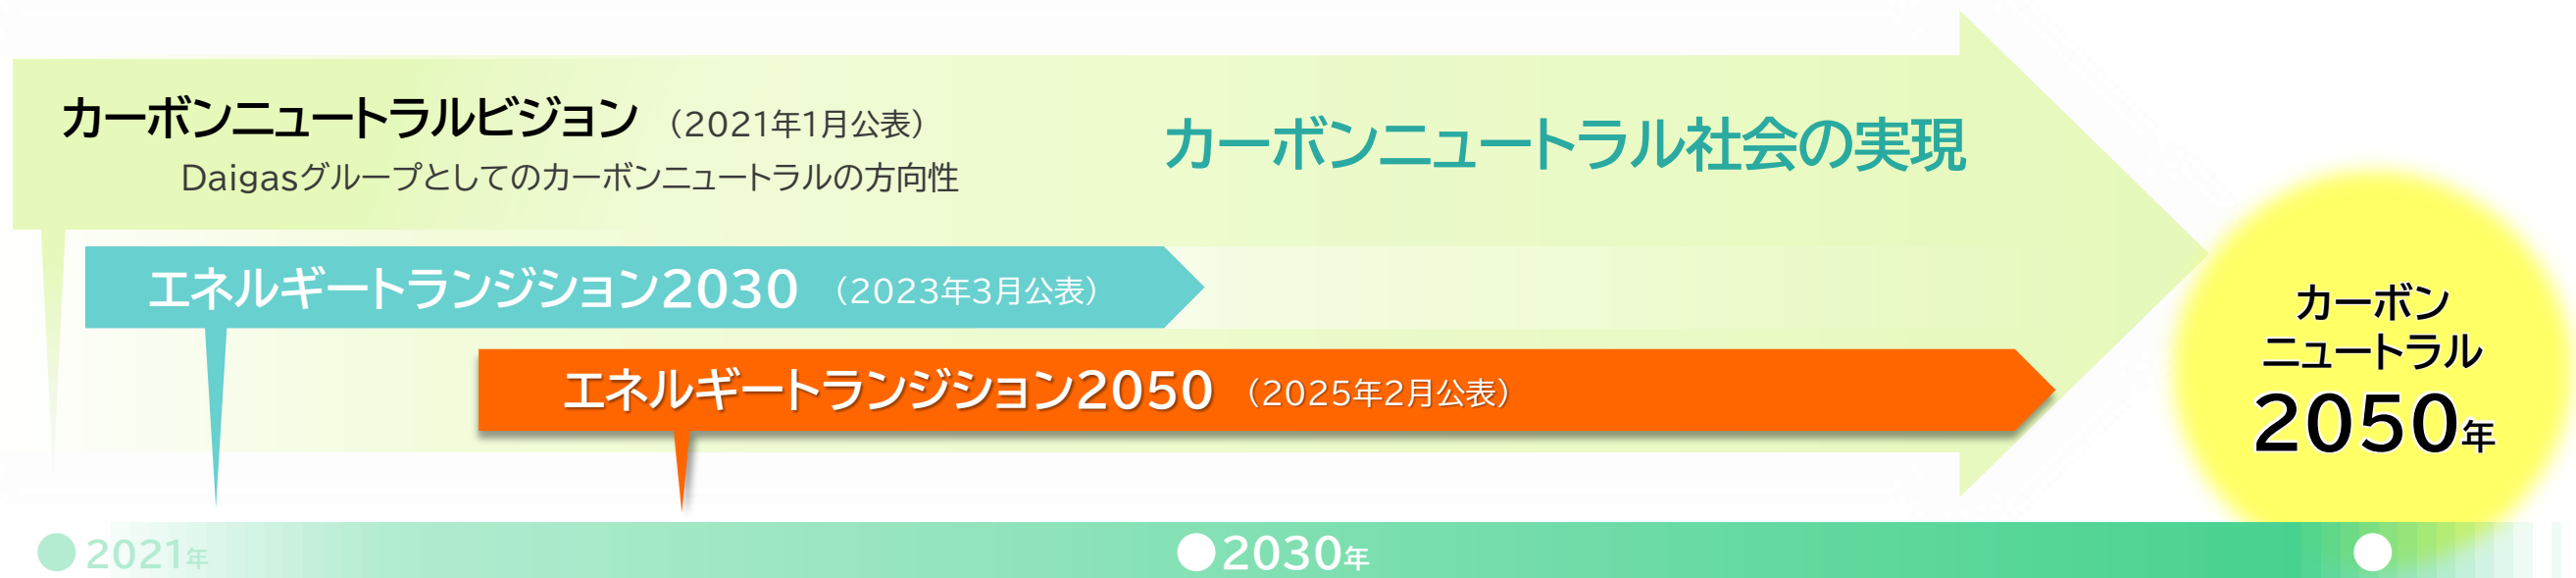 カーボンニュートラルビジョン （2021年1月公表）
Daigasグループとしてのカーボンニュートラルの方向性
カーボンニュートラル社会の実現
エネルギートランジション2030 （2023年3月公表）
エネルギートランジション2050 （2025年2月公表）
カーボン
ニュートラル
2050年
2021年
2030年